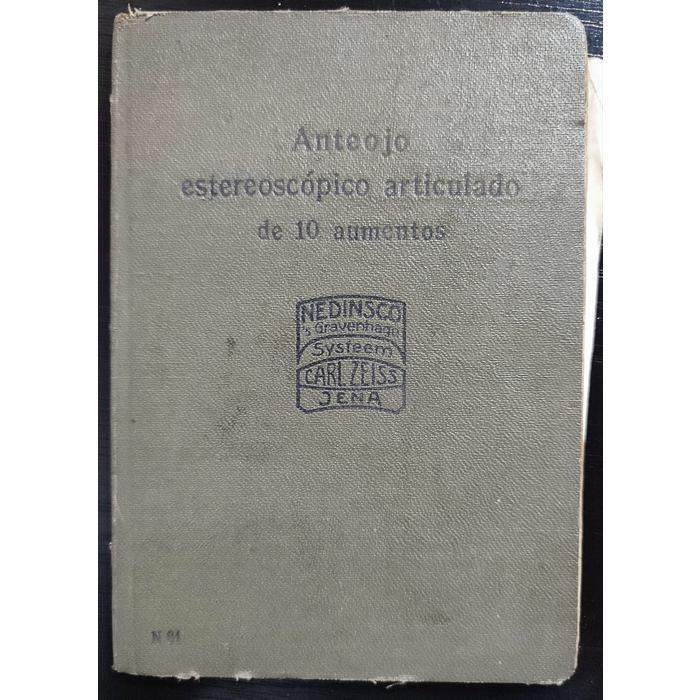 Anteojo
estereoscópico articulado
de 10 aumentos
NEDINSCO
's Gravenhage
Systeem
CARL ZEISS
JENA
N 91